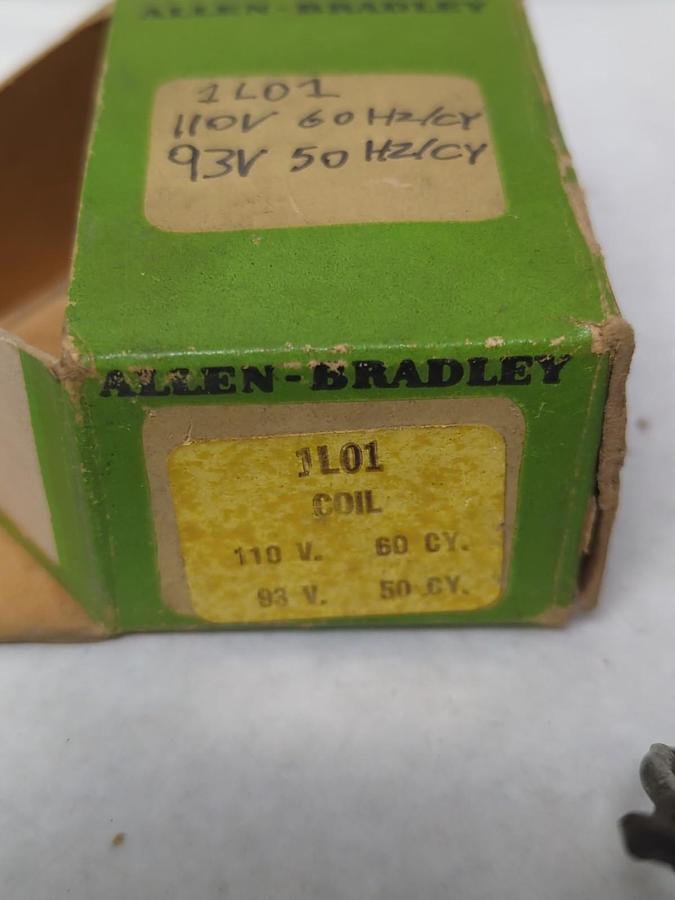 ALLEN-BRADLEY
1L01
110V 60 HZ/CY
93V 50 HZ/CY
ALLEN-BRADLEY
1L01
COIL
110 V. 60 CY.
93 V. 50 CY.